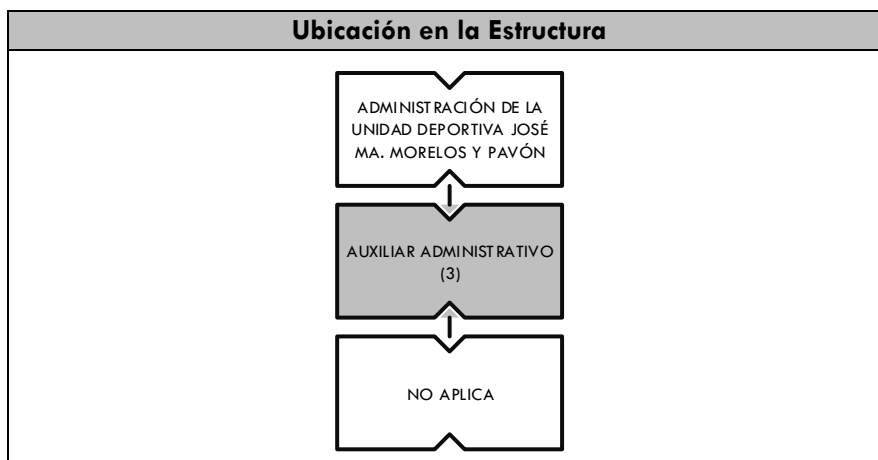 Ubicación en la Estructura
ADMINISTRACIÓN DE LA
UNIDAD DEPORTIVA JOSÉ
MA. MORELOS Y PAVÓN
AUXILIAR ADMINISTRATIVO
(3)
NO APLICA